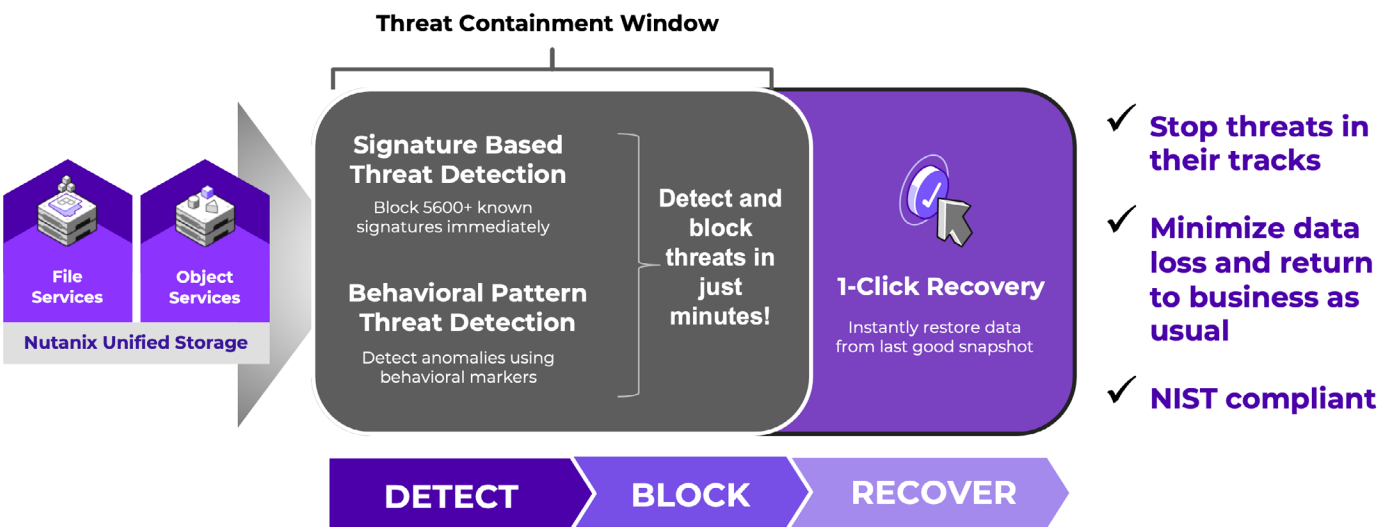 Threat Containment Window
File
Services
Object
Services
Nutanix Unified Storage
Signature Based
Threat Detection
Block 5600+ known
signatures immediately
Behavioral Pattern
Threat Detection
Detect anomalies using
behavioral markers
Detect and
block
threats in
just
minutes!
1-Click Recovery
Instantly restore data
from last good snapshot
Stop threats in
their tracks
Minimize data
loss and return
to business as
usual
NIST compliant
DETECT
BLOCK
RECOVER